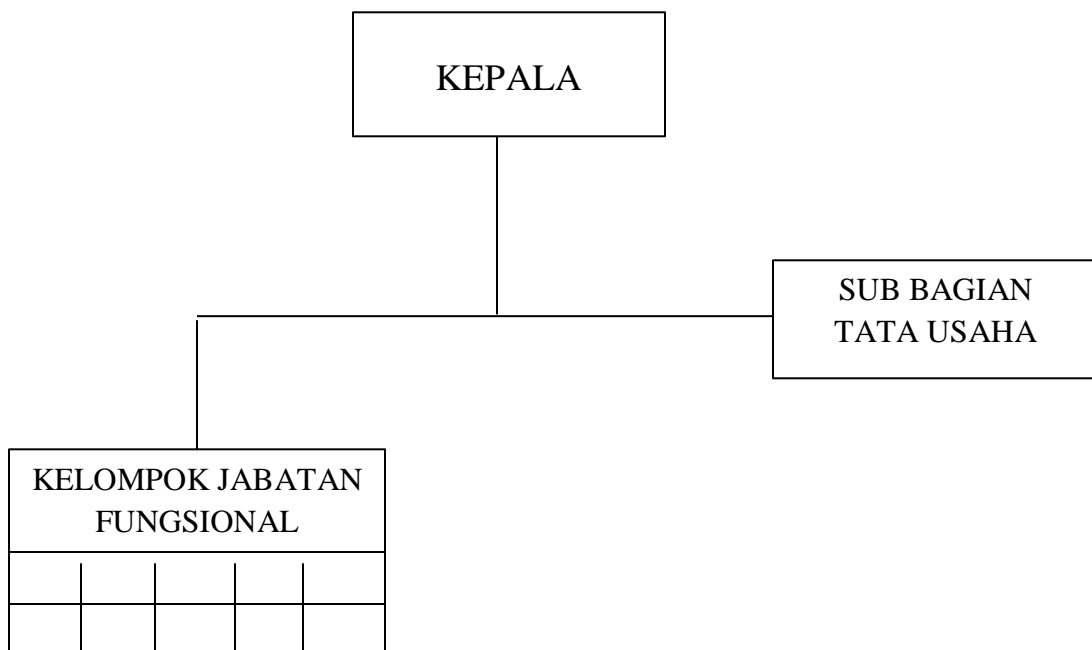 KEPALA
SUB BAGIAN
TATA USAHA
KELOMPOK JABATAN
FUNGSIONAL